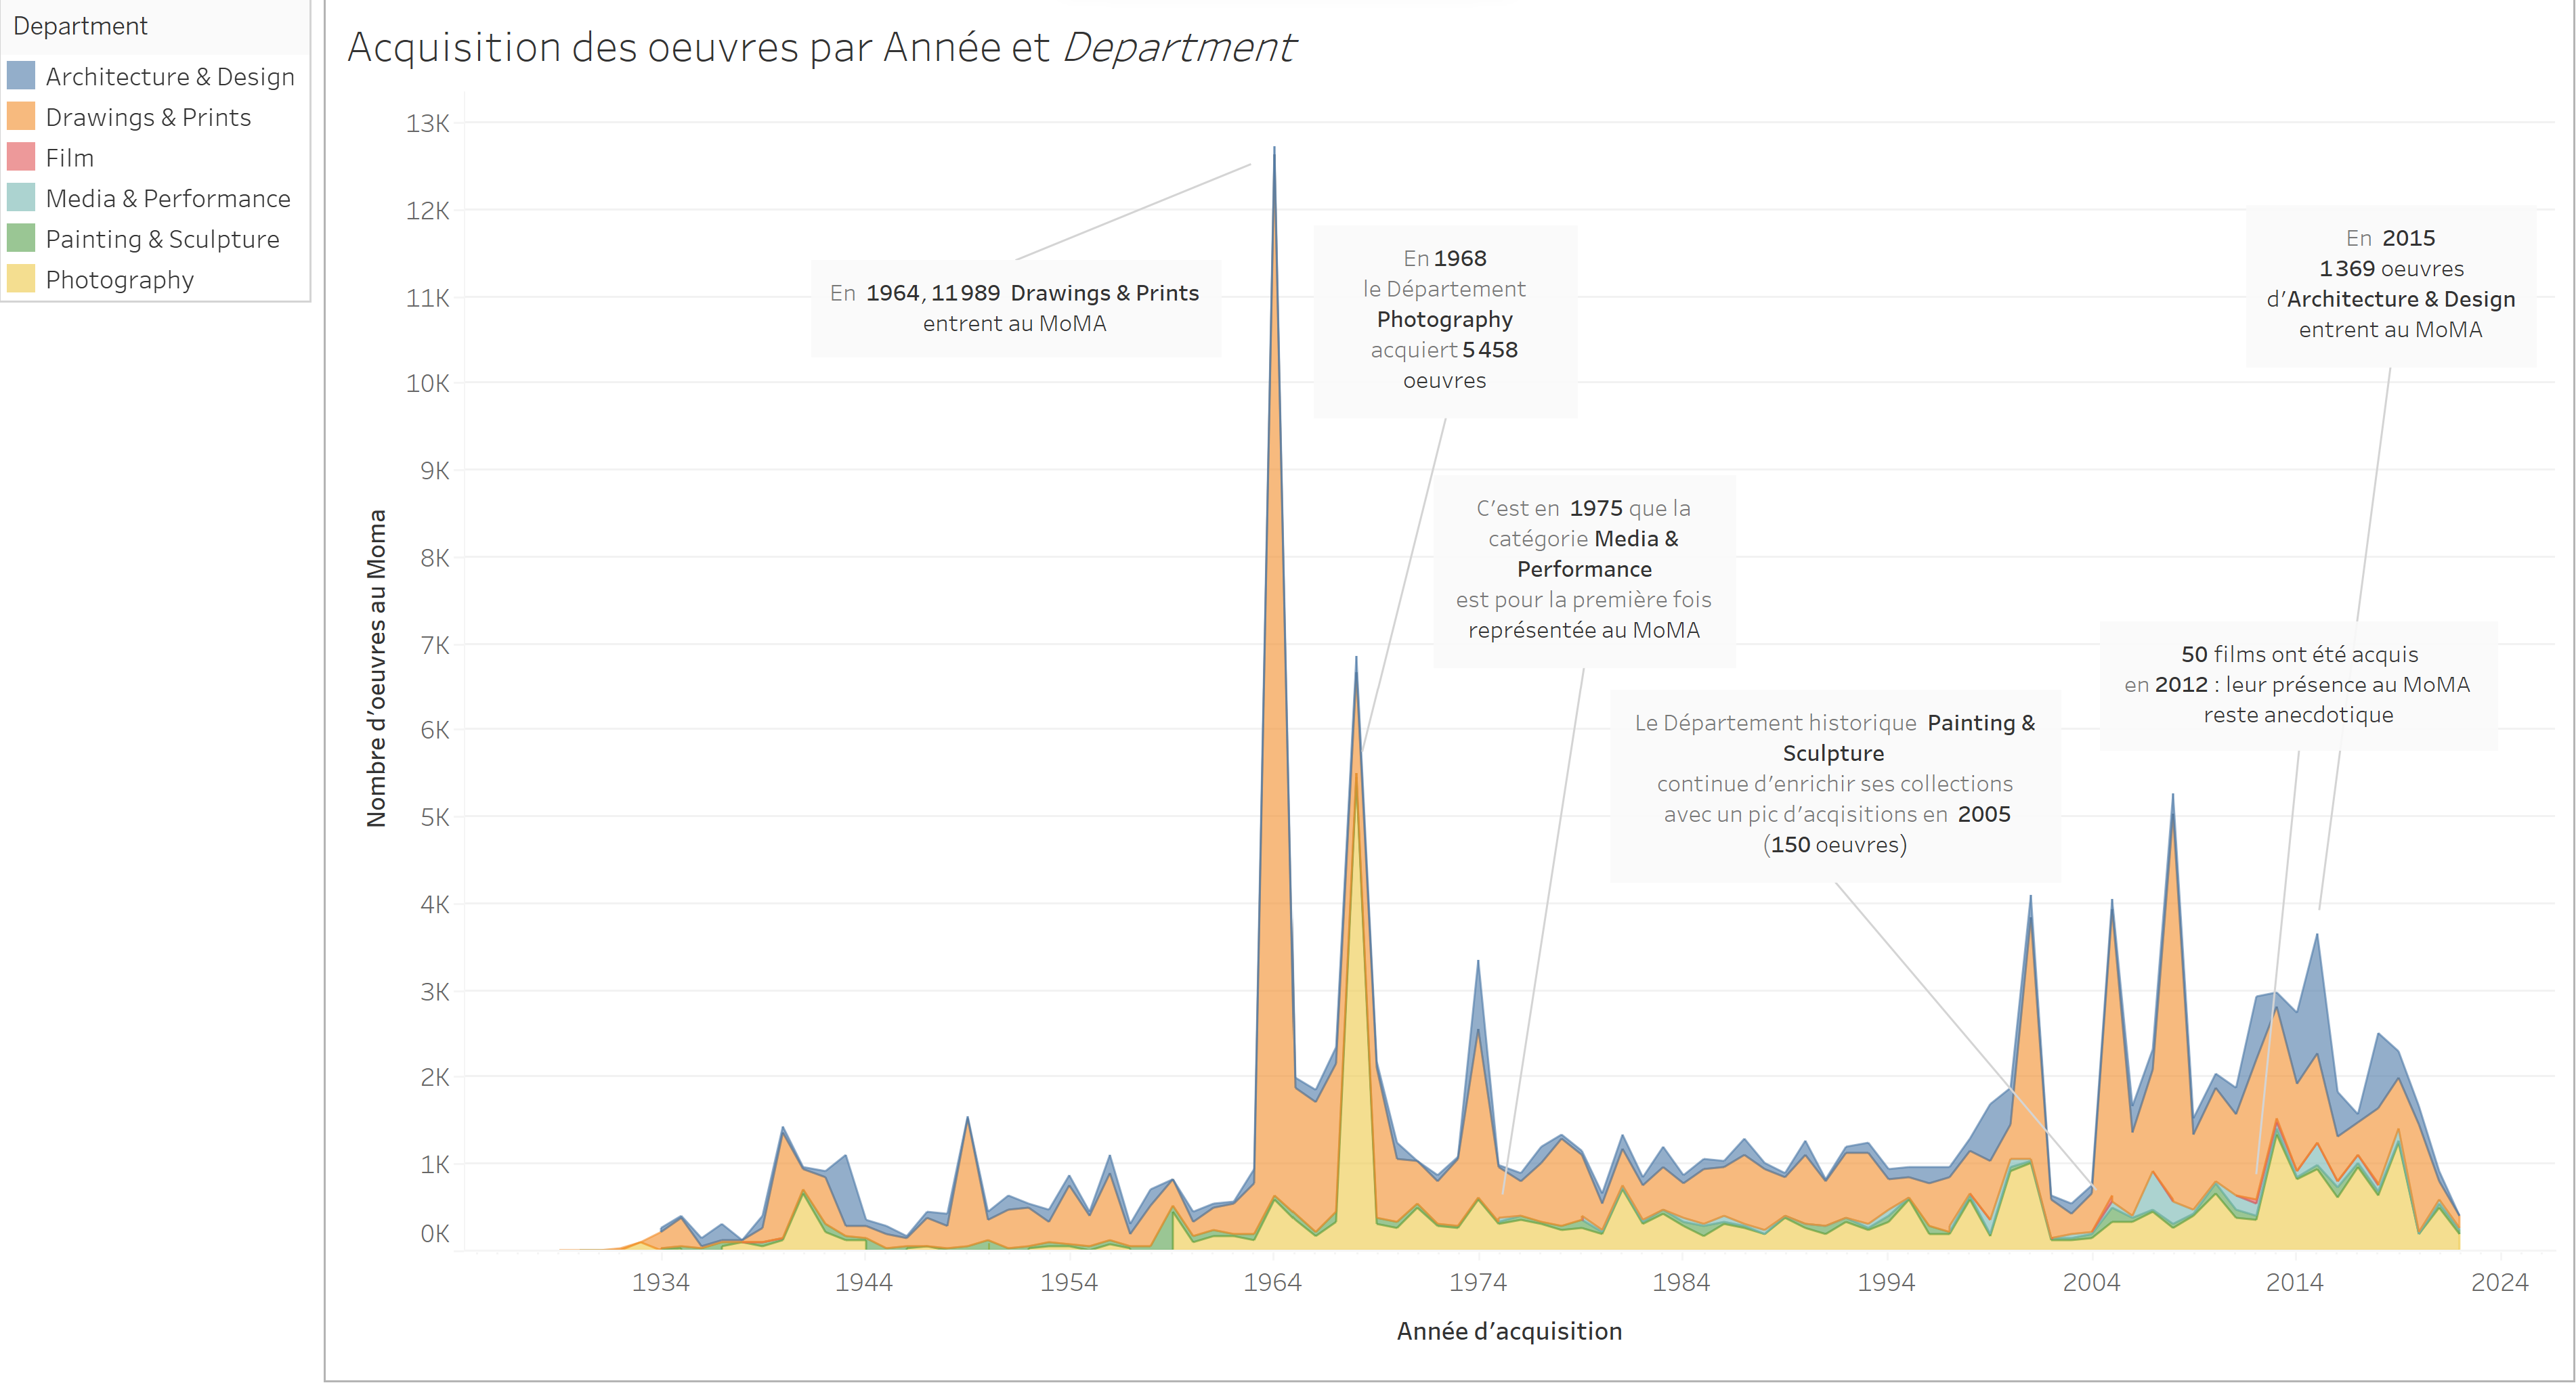 Department
Architecture & Design
Drawings & Prints
Film
Media & Performance
Painting & Sculpture
Photography
Acquisition des oeuvres par Année et Department
Nombre d'oeuvres au Moma
13K
12K
11K
10K
9K
8K
7K
6K
5K
4K
3K
2K
1K
0K
En 1964, 11 989 Drawings & Prints
entrent au MoMA
En 1968
le Département
Photography
acquiert 5 458
oeuvres
C'est en 1975 que la
catégorie Media &
Performance
est pour la première fois
représentée au MoMA
Le Département historique Painting &
Sculpture
continue d'enrichir ses collections
avec un pic d'acqisitions en 2005
(150 oeuvres)
En 2015
1 369 oeuvres
d'Architecture & Design
entrent au MoMA
50 films ont été acquis
en 2012 : leur présence au MoMA
reste anecdotique
1934
1944
1954
1964
1974
1984
1994
2004
2014
2024
Année d'acquisition